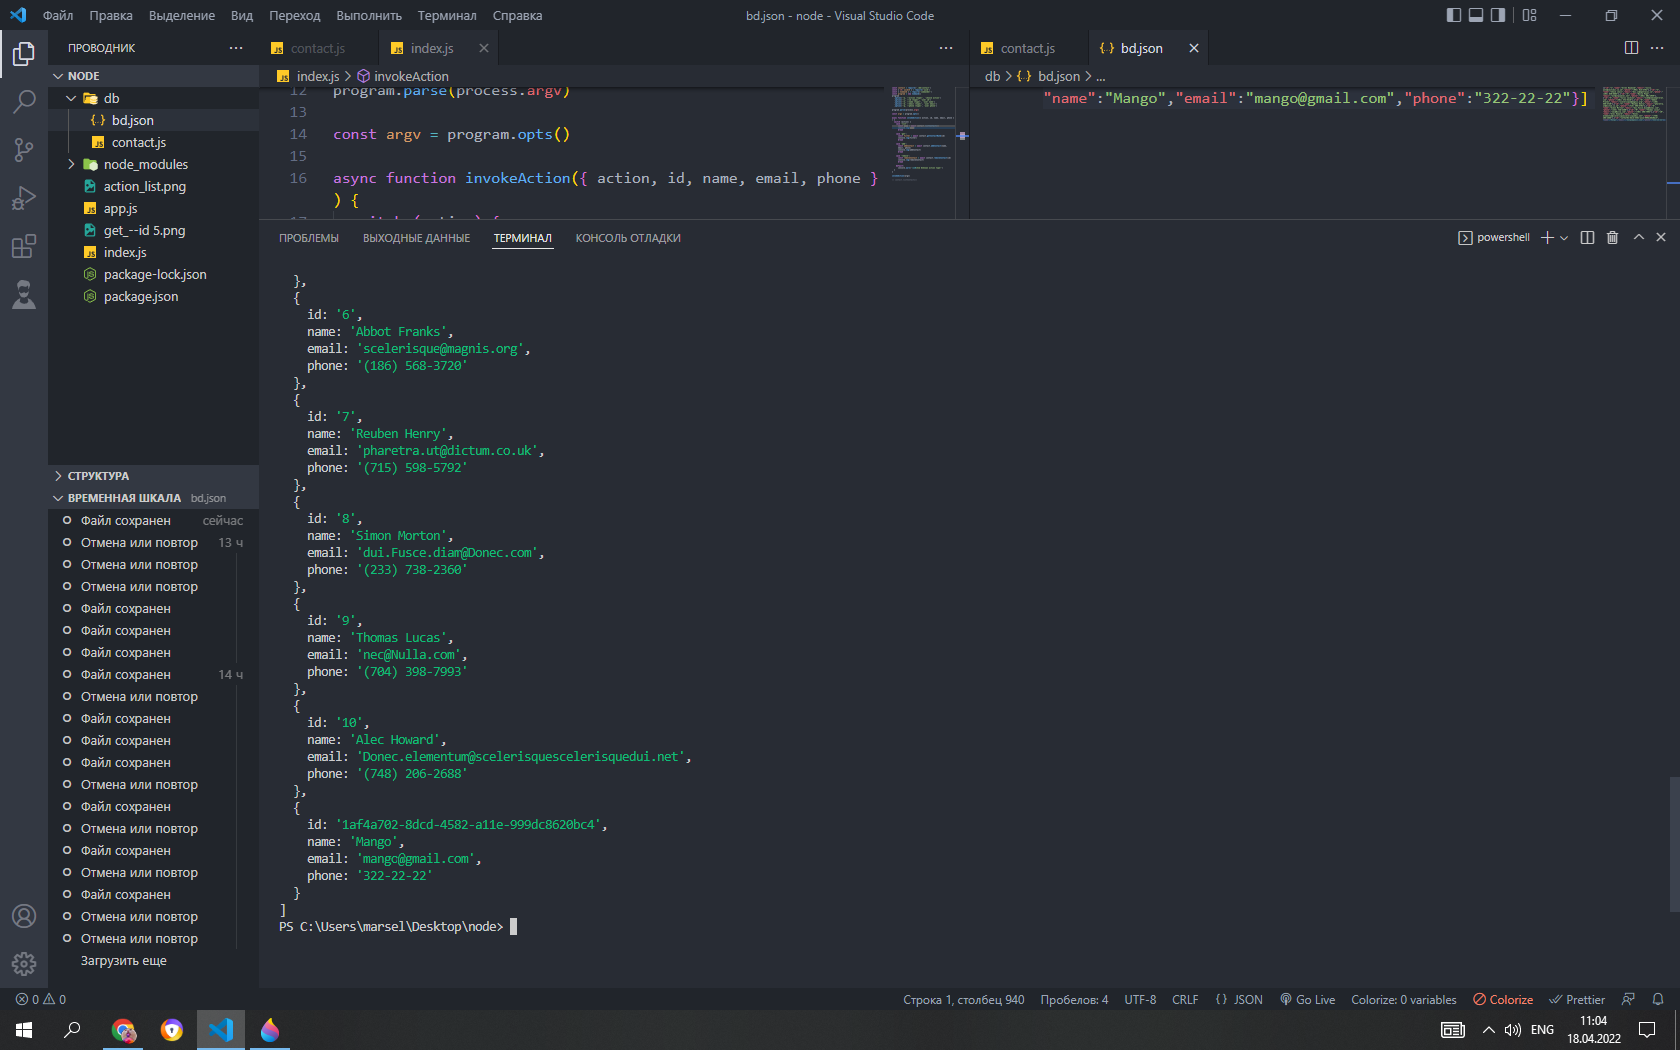 Файл Правка Выделение Вид Переход Выполнить Терминал Справка
bd.json - node - Visual Studio Code
ПРОВОДНИК
NODE
db
bd.json
contact.js
node_modules
action_list.png
app.js
get_--id 5.png
index.js
package-lock.json
package.json
СТРУКТУРА
ВРЕМЕННАЯ ШКАЛА bd.json
Файл сохранен сейчас
Отмена или повтор 13 ч
Отмена или повтор
Отмена или повтор
Файл сохранен
Файл сохранен
Файл сохранен
Файл сохранен 14 ч
Отмена или повтор
Файл сохранен
Файл сохранен
Файл сохранен
Отмена или повтор
Файл сохранен
Отмена или повтор
Файл сохранен
Отмена или повтор
Файл сохранен
Отмена или повтор
Отмена или повтор
Загрузить еще
contact.js index.js
index.js > invokeAction
12 program.parse(process.argv)
13
14 const argv = program.opts()
15
16 async function invokeAction({ action, id, name, email, phone }
) {
contact.js bd.json
db > {..} bd.json > ...
"name":"Mango","email":"mango@gmail.com","phone":"322-22-22"}]
ПРОБЛЕМЫ ВЫХОДНЫЕ ДАННЫЕ ТЕРМИНАЛ КОНСОЛЬ ОТЛАДКИ
powershell
},
{
id: '6',
name: 'Abbot Franks',
email: 'scelerisque@magnis.org',
phone: '(186) 568-3720'
},
{
id: '7',
name: 'Reuben Henry',
email: 'pharetra.ut@dictum.co.uk',
phone: '(715) 598-5792'
},
{
id: '8',
name: 'Simon Morton',
email: 'dui.Fusce.diam@Donec.com',
phone: '(233) 738-2360'
},
{
id: '9',
name: 'Thomas Lucas',
email: 'nec@Nulla.com',
phone: '(704) 398-7993'
},
{
id: '10',
name: 'Alec Howard',
email: 'Donec.elementum@scelerisquescelerisquedui.net',
phone: '(748) 206-2688'
},
{
id: '1af4a702-8dcd-4582-a11e-999dc8620bc4',
name: 'Mango',
email: 'mango@gmail.com',
phone: '322-22-22'
}
]
PS C:\Users\marsel\Desktop\node>
0 0
Строка 1, столбец 940 Пробелов: 4 UTF-8 CRLF {} JSON Go Live Colorize: 0 variables Colorize Prettier
ENG
11:04
18.04.2022